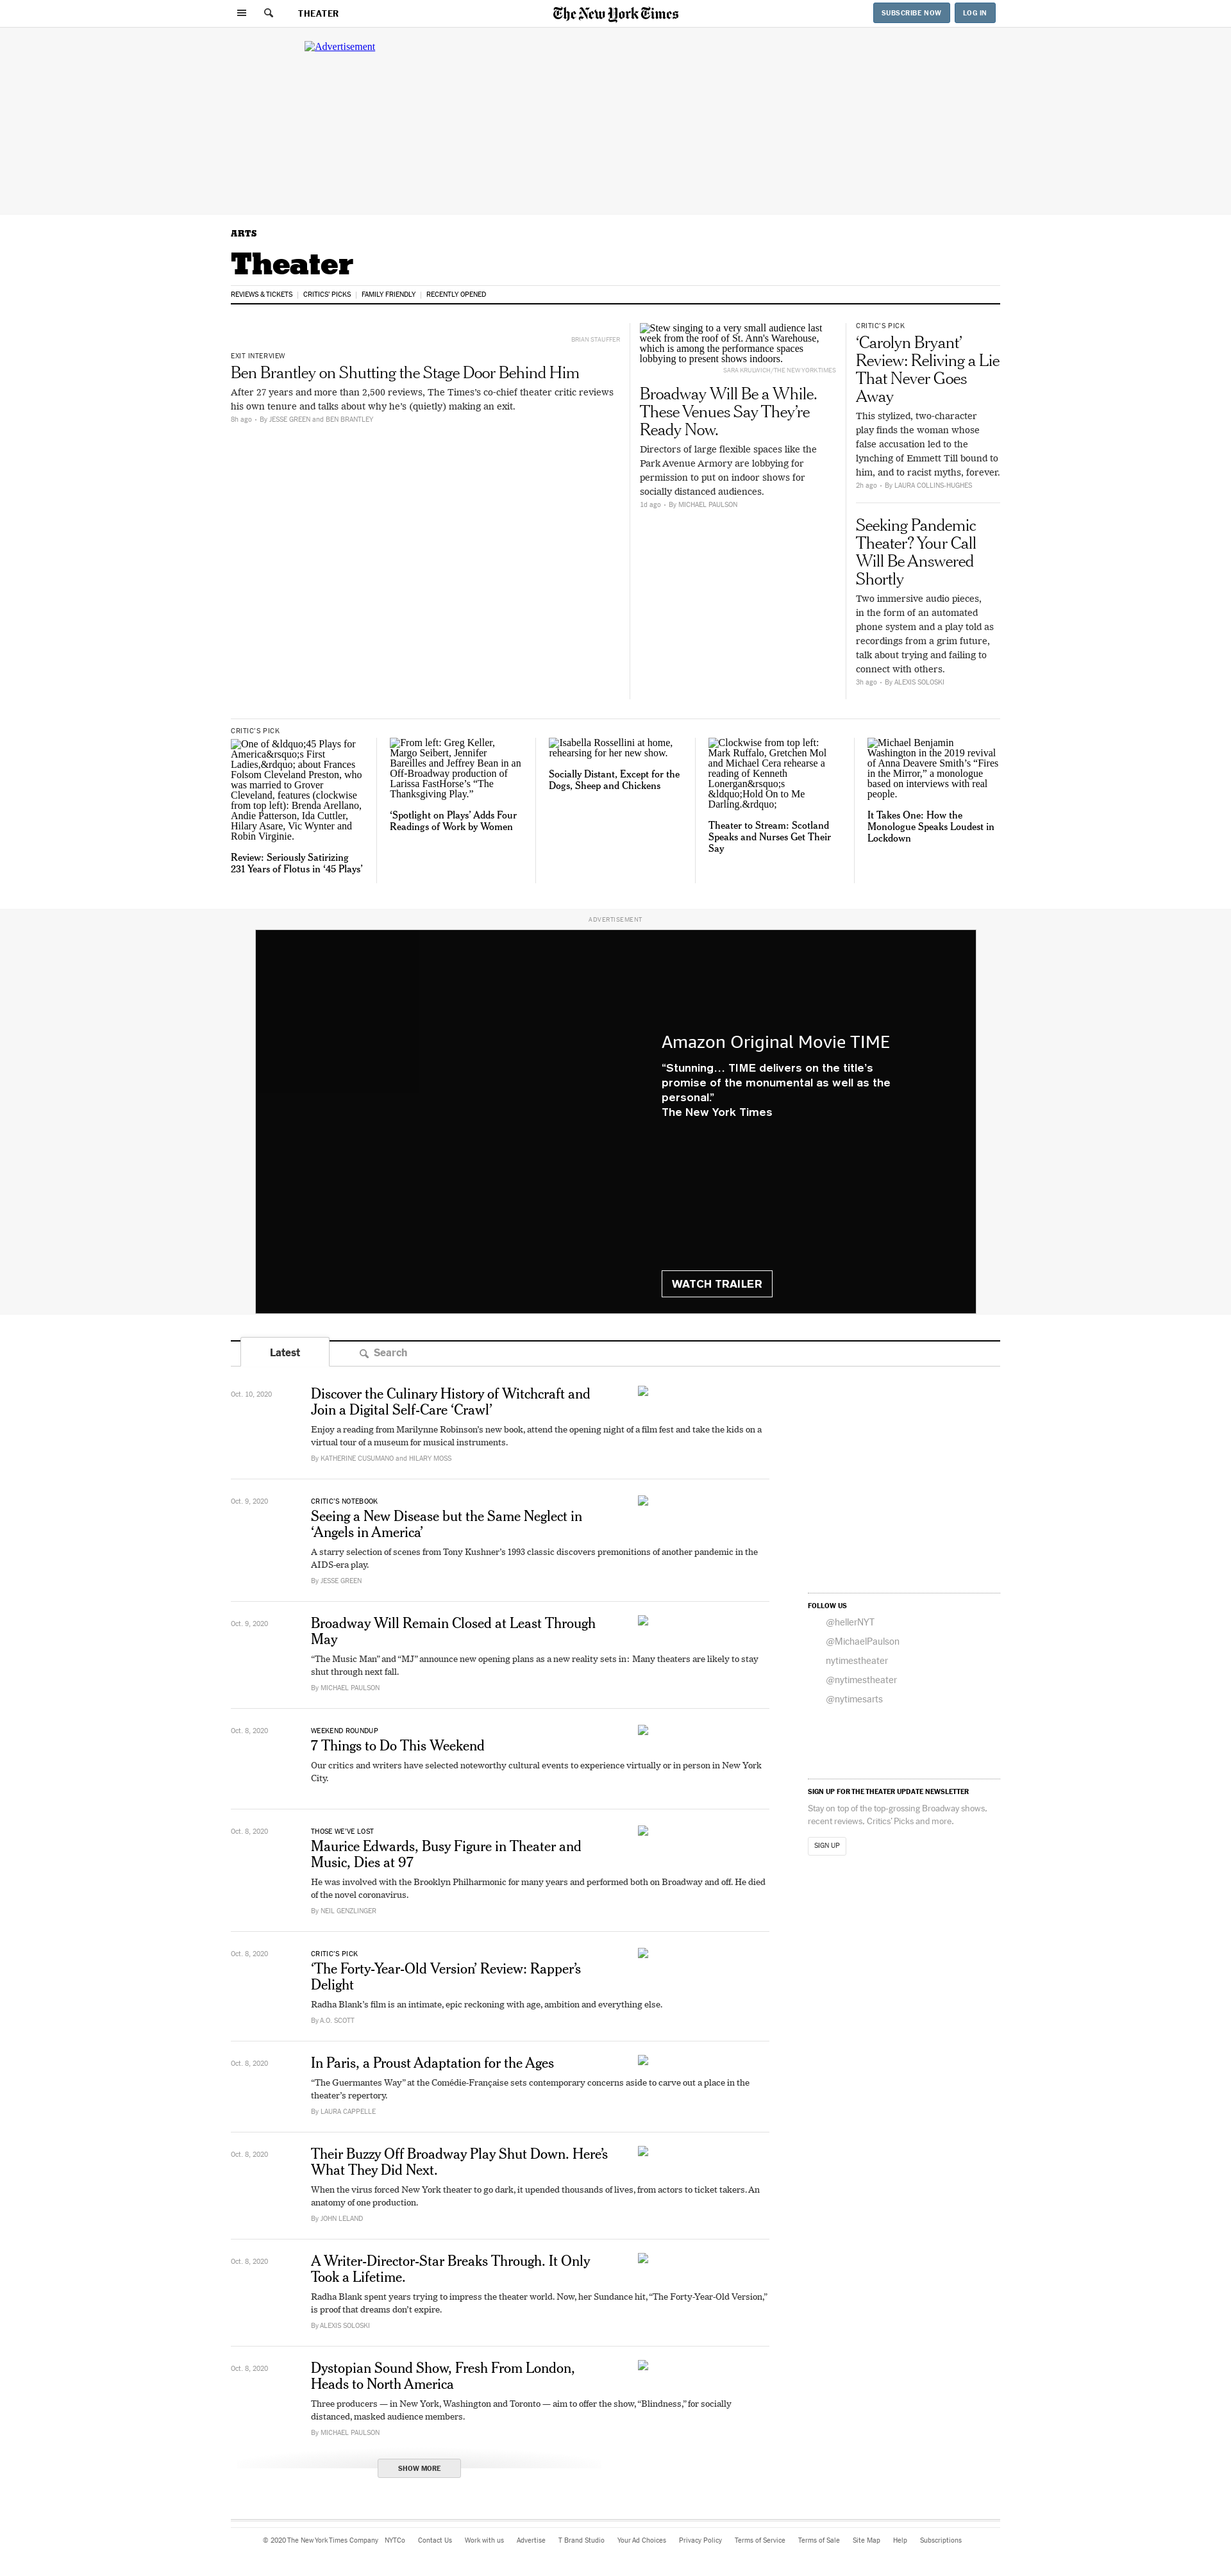 THEATER
The New York Times
SUBSCRIBE NOW
LOG IN
Advertisement
ARTS
Theater
REVIEWS & TICKETS | CRITICS' PICKS | FAMILY FRIENDLY | RECENTLY OPENED
BRIAN STAUFFER
EXIT INTERVIEW
Ben Brantley on Shutting the Stage Door Behind Him
After 27 years and more than 2,500 reviews, The Times's co-chief theater critic reviews
his own tenure and talks about why he's (quietly) making an exit.
8h ago • By JESSE GREEN and BEN BRANTLEY
Stew singing to a very small audience last
week from the roof of St. Ann's Warehouse,
which is among the performance spaces
lobbying to present shows indoors.
SARA KRULWICH/THE NEW YORK TIMES
Broadway Will Be a While.
These Venues Say They're
Ready Now.
Directors of large flexible spaces like the
Park Avenue Armory are lobbying for
permission to put on indoor shows for
socially distanced audiences.
1d ago • By MICHAEL PAULSON
CRITIC'S PICK
‘Carolyn Bryant’
Review: Reliving a Lie
That Never Goes
Away
This stylized, two-character
play finds the woman whose
false accusation led to the
lynching of Emmett Till bound to
him, and to racist myths, forever.
2h ago • By LAURA COLLINS-HUGHES
Seeking Pandemic
Theater? Your Call
Will Be Answered
Shortly
Two immersive audio pieces,
in the form of an automated
phone system and a play told as
recordings from a grim future,
talk about trying and failing to
connect with others.
3h ago • By ALEXIS SOLOSKI
CRITIC'S PICK
One of &ldquo;45 Plays for
America&rsquo;s First
Ladies,&rdquo; about Frances
Folsom Cleveland Preston, who
was married to Grover
Cleveland, features (clockwise
from top left): Brenda Arellano,
Andie Patterson, Ida Cuttler,
Hilary Asare, Vic Wynter and
Robin Virginie.
Review: Seriously Satirizing
231 Years of Flotus in ‘45 Plays’
From left: Greg Keller,
Margo Seibert, Jennifer
Bareilles and Jeffrey Bean in an
Off-Broadway production of
Larissa FastHorse’s “The
Thanksgiving Play.”
‘Spotlight on Plays’ Adds Four
Readings of Work by Women
Isabella Rossellini at home,
rehearsing for her new show.
Socially Distant, Except for the
Dogs, Sheep and Chickens
Clockwise from top left:
Mark Ruffalo, Gretchen Mol
and Michael Cera rehearse a
reading of Kenneth
Lonergan&rsquo;s
&ldquo;Hold On to Me
Darling.&rdquo;
Theater to Stream: Scotland
Speaks and Nurses Get Their
Say
Michael Benjamin
Washington in the 2019 revival
of Anna Deavere Smith’s “Fires
in the Mirror,” a monologue
based on interviews with real
people.
It Takes One: How the
Monologue Speaks Loudest in
Lockdown
ADVERTISEMENT
Amazon Original Movie TIME
"Stunning… TIME delivers on the title's
promise of the monumental as well as the
personal."
The New York Times
WATCH TRAILER
Latest
Search
Oct. 10, 2020
Discover the Culinary History of Witchcraft and
Join a Digital Self-Care ‘Crawl’
Enjoy a reading from Marilynne Robinson’s new book, attend the opening night of a film fest and take the kids on a
virtual tour of a museum for musical instruments.
By KATHERINE CUSUMANO and HILARY MOSS
Oct. 9, 2020
CRITIC’S NOTEBOOK
Seeing a New Disease but the Same Neglect in
‘Angels in America’
A starry selection of scenes from Tony Kushner’s 1993 classic discovers premonitions of another pandemic in the
AIDS-era play.
By JESSE GREEN
Oct. 9, 2020
Broadway Will Remain Closed at Least Through
May
“The Music Man” and “MJ” announce new opening plans as a new reality sets in: Many theaters are likely to stay
shut through next fall.
By MICHAEL PAULSON
Oct. 8, 2020
WEEKEND ROUNDUP
7 Things to Do This Weekend
Our critics and writers have selected noteworthy cultural events to experience virtually or in person in New York
City.
Oct. 8, 2020
THOSE WE’VE LOST
Maurice Edwards, Busy Figure in Theater and
Music, Dies at 97
He was involved with the Brooklyn Philharmonic for many years and performed both on Broadway and off. He died
of the novel coronavirus.
By NEIL GENZLINGER
Oct. 8, 2020
CRITIC’S PICK
‘The Forty-Year-Old Version’ Review: Rapper’s
Delight
Radha Blank’s film is an intimate, epic reckoning with age, ambition and everything else.
By A.O. SCOTT
Oct. 8, 2020
In Paris, a Proust Adaptation for the Ages
“The Guermantes Way” at the Comédie-Française sets contemporary concerns aside to carve out a place in the
theater’s repertory.
By LAURA CAPPELLE
Oct. 8, 2020
Their Buzzy Off Broadway Play Shut Down. Here’s
What They Did Next.
When the virus forced New York theater to go dark, it upended thousands of lives, from actors to ticket takers. An
anatomy of one production.
By JOHN LELAND
Oct. 8, 2020
A Writer-Director-Star Breaks Through. It Only
Took a Lifetime.
Radha Blank spent years trying to impress the theater world. Now, her Sundance hit, “The Forty-Year-Old Version,”
is proof that dreams don’t expire.
By ALEXIS SOLOSKI
Oct. 8, 2020
Dystopian Sound Show, Fresh From London,
Heads to North America
Three producers — in New York, Washington and Toronto — aim to offer the show, “Blindness,” for socially
distanced, masked audience members.
By MICHAEL PAULSON
SHOW MORE
FOLLOW US
@hellerNYT
@MichaelPaulson
nytimestheater
@nytimestheater
@nytimesarts
SIGN UP FOR THE THEATER UPDATE NEWSLETTER
Stay on top of the top-grossing Broadway shows,
recent reviews, Critics’ Picks and more.
SIGN UP
© 2020 The New York Times Company NYTCo Contact Us Work with us Advertise T Brand Studio Your Ad Choices Privacy Policy Terms of Service Terms of Sale Site Map Help Subscriptions